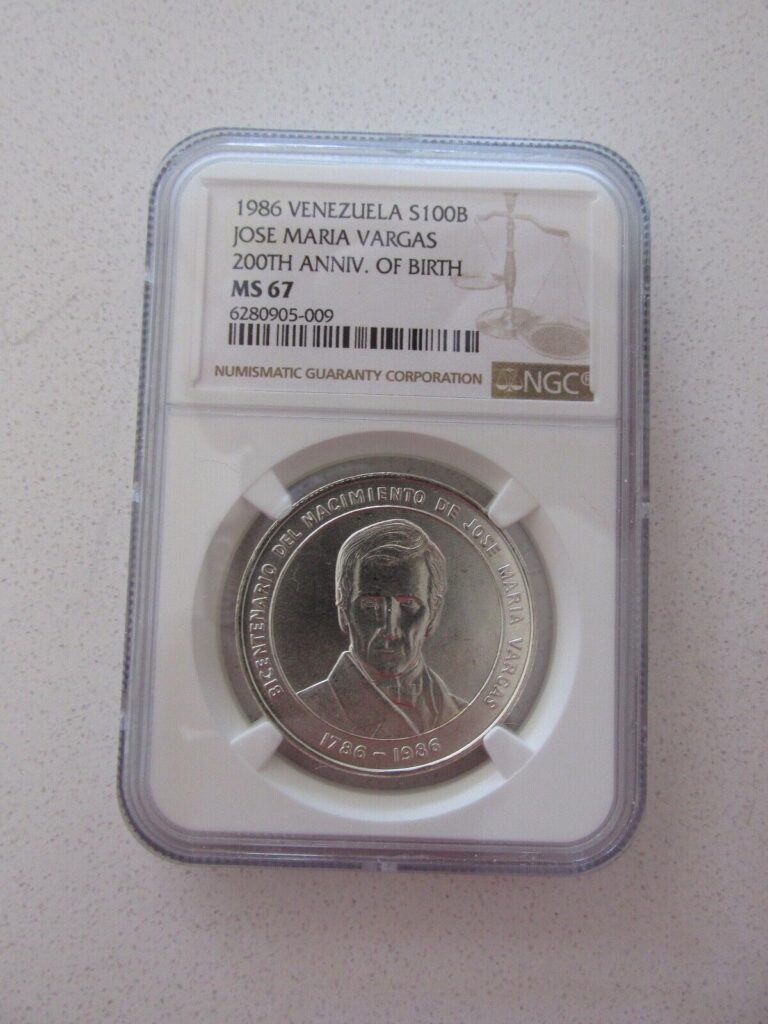 1986 VENEZUELA S100B
JOSE MARIA VARGAS
200TH ANNIV. OF BIRTH
MS 67
6280905-009
NUMISMATIC GUARANTY CORPORATION NGC®
BICENTENARIO DEL NACIMIENTO DE JOSE MARIA VARGAS
1786-1986